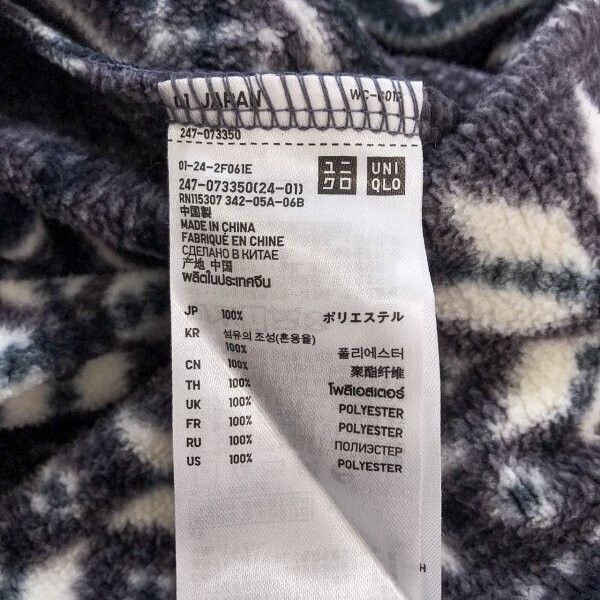 01 JAPAN
247-073350
01-24-2F061E
ユニクロ
UNIQLO
247-073350(24-01)
RN115307 342-05A-06B
中国製
MADE IN CHINA
FABRIQUÉ EN CHINE
СДЕЛАНО В КИТАЕ
产地 中国
ผลิตในประเทศจีน
JP 100% ポリエステル
KR 섬유의 조성(혼용율)
100% 폴리에스터
CN 100% 聚酯纤维
TH 100% โพลีเอสเตอร์
UK 100% POLYESTER
FR 100% POLYESTER
RU 100% ПОЛИЭСТЕР
US 100% POLYESTER
H